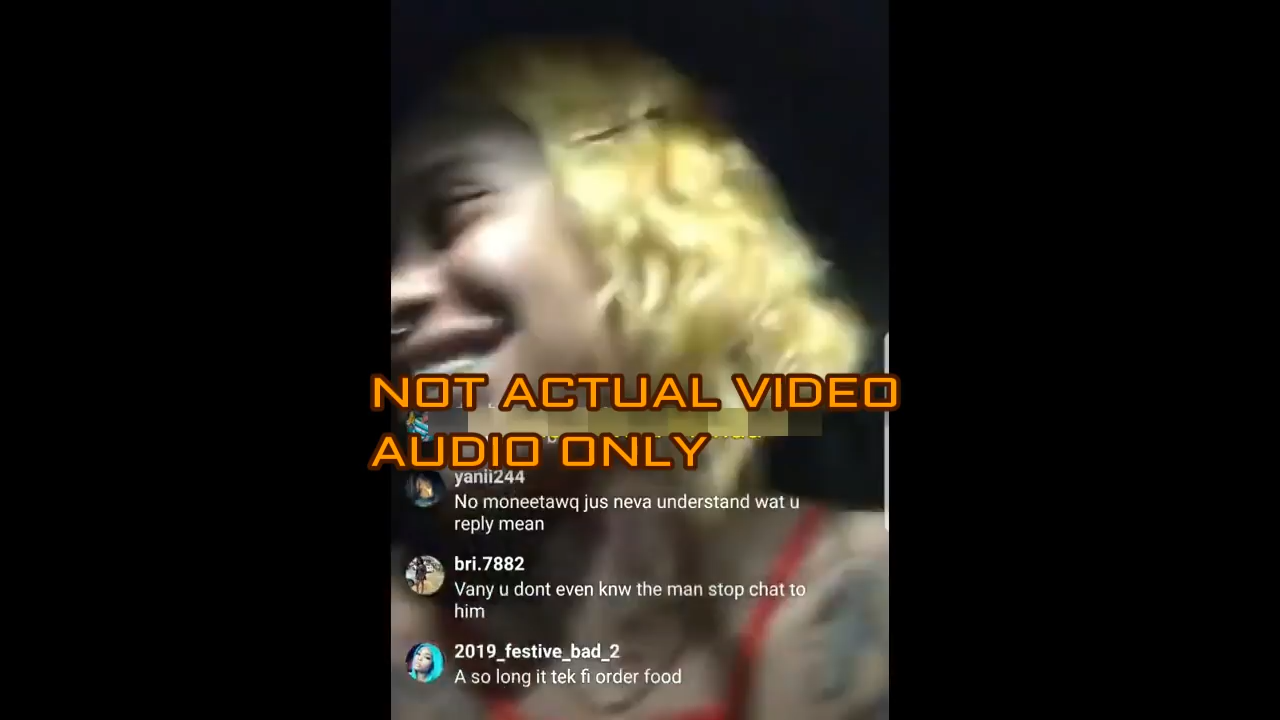 NOT ACTUAL VIDEO
AUDIO ONLY
yanii244
No moneetawq jus neva understand wat u
reply mean
bri.7882
Vany u dont even knw the man stop chat to
him
2019_festive_bad_2
A so long it tek fi order food